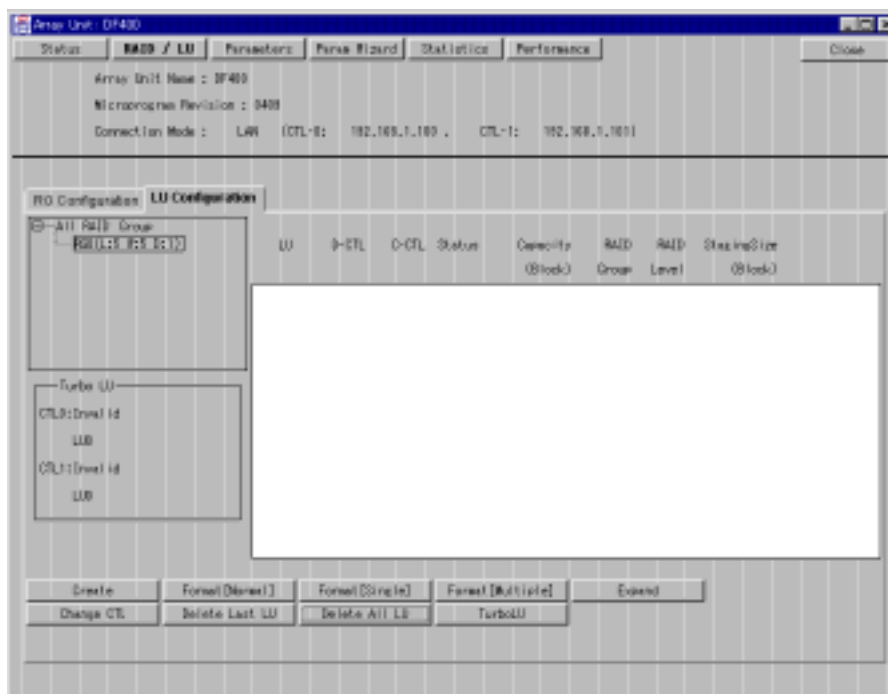 Array Unit: DF400
Status RAID / LU Parameters Param Wizard Statistics Performance Close
Array Unit Name : DF400
Microprogram Revision : 0409
Connection Mode : LAN (CTL-0: 192.168.1.100 , CTL-1: 192.168.1.101)
RG Configuration LU Configuration
All RAID Group
LU D-CTL C-CTL Status Capacity (Block) RAID Group RAID Level StagingSize (Block)
Turbo LU
CTL0:Invalid
LU0
CTL1:Invalid
LU0
Create Format[Normal] Format[Single] Format[Multiple] Expand
Change CTL Delete Last LU Delete All LU TurboLU